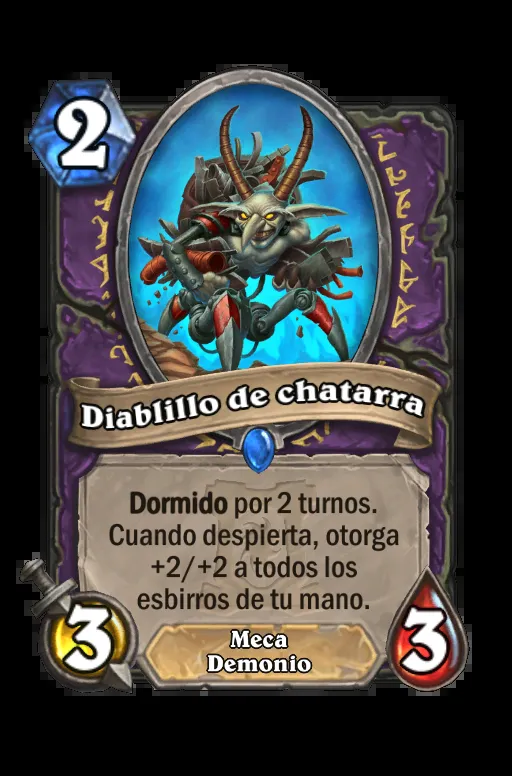 2
Diablillo de chatarra
Dormido por 2 turnos.
Cuando despierta, otorga
+2/+2 a todos los
esbirros de tu mano.
3
Meca
Demonio
3